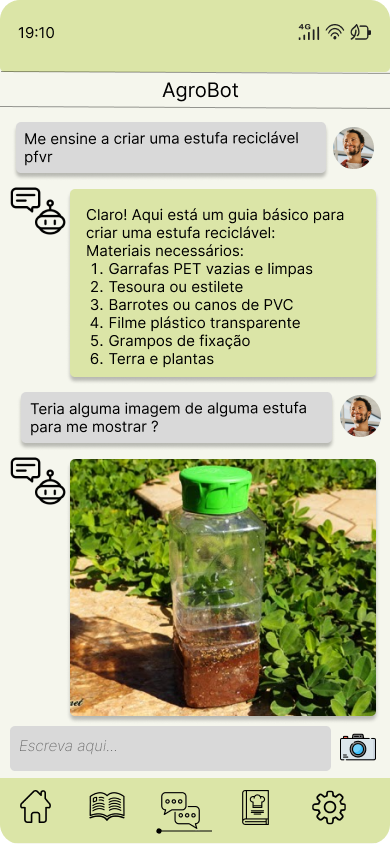 19:10
4G
AgroBot
Me ensine a criar uma estufa reciclável
pfvr
Claro! Aqui está um guia básico para
criar uma estufa reciclável:
Materiais necessários:
1. Garrafas PET vazias e limpas
2. Tesoura ou estilete
3. Barrotes ou canos de PVC
4. Filme plástico transparente
5. Grampos de fixação
6. Terra e plantas
Teria alguma imagem de alguma estufa
para me mostrar ?
Escreva aqui...